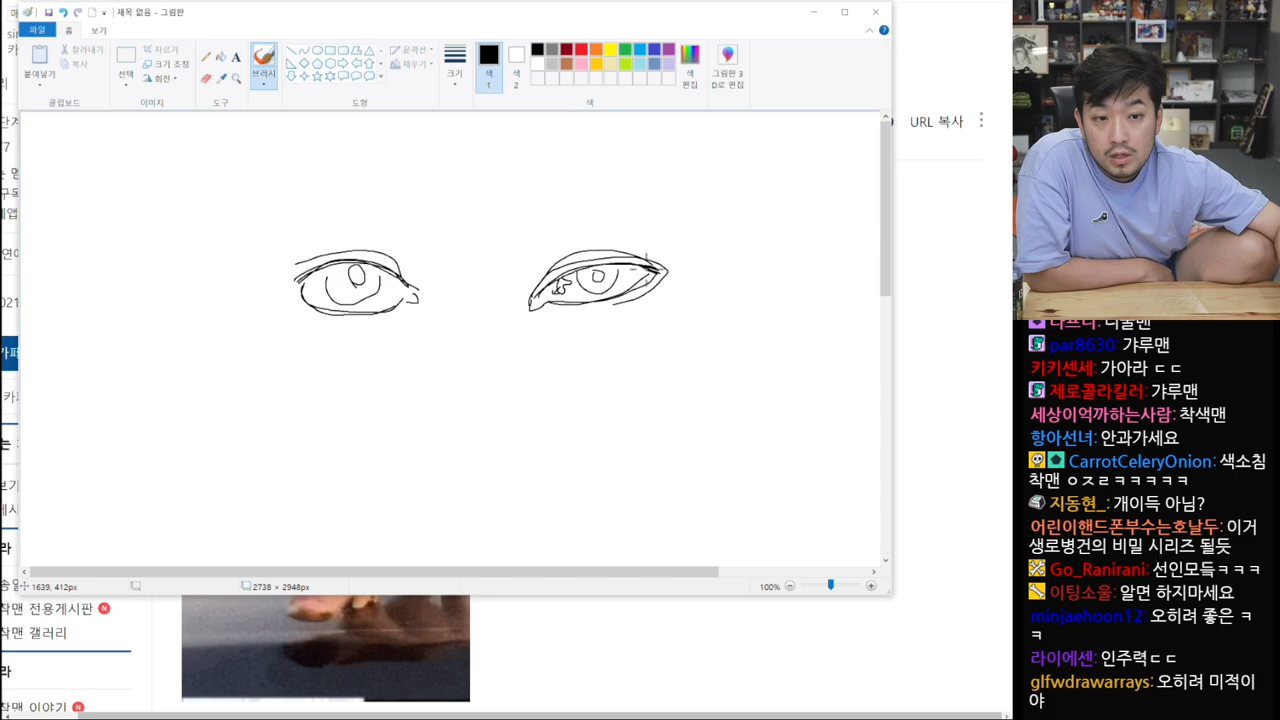 제목 없음 - 그림판
파일
홈
보기
붙여넣기
잘라내기
복사
클립보드
선택
자르기
크기 조정
회전
이미지
A
도구
브러시
윤곽선
채우기
도형
크기
색
1
색
2
색
편집
색
그림판 3
D로 편집
URL 복사
1639, 412px
2738 × 2948px
100%
착맨 전용게시판 N
착맨 갤러리
착맨 이야기 N
par8630: 갸루맨
키키센세: 가아라 ㄷㄷ
제로콜라킬러: 갸루맨
세상이억까하는사람: 착색맨
항아선녀: 안과가세요
CarrotCeleryOnion: 색소침
착맨 ㅇㅈㄹㅋㅋㅋㅋㅋ
지동현_: 개이득 아님?
어린이핸드폰부수는호날두: 이거
생로병건의 비밀 시리즈 될듯
Go_Ranirani: 선인모듴ㅋㅋㅋ
이팅소울: 알면 하지마세요
minjaehoon12: 오히려 좋은 ㅋ
ㅋ
라이에센: 인주력ㄷㄷ
glfwdrawarrays: 오히려 미적이
야